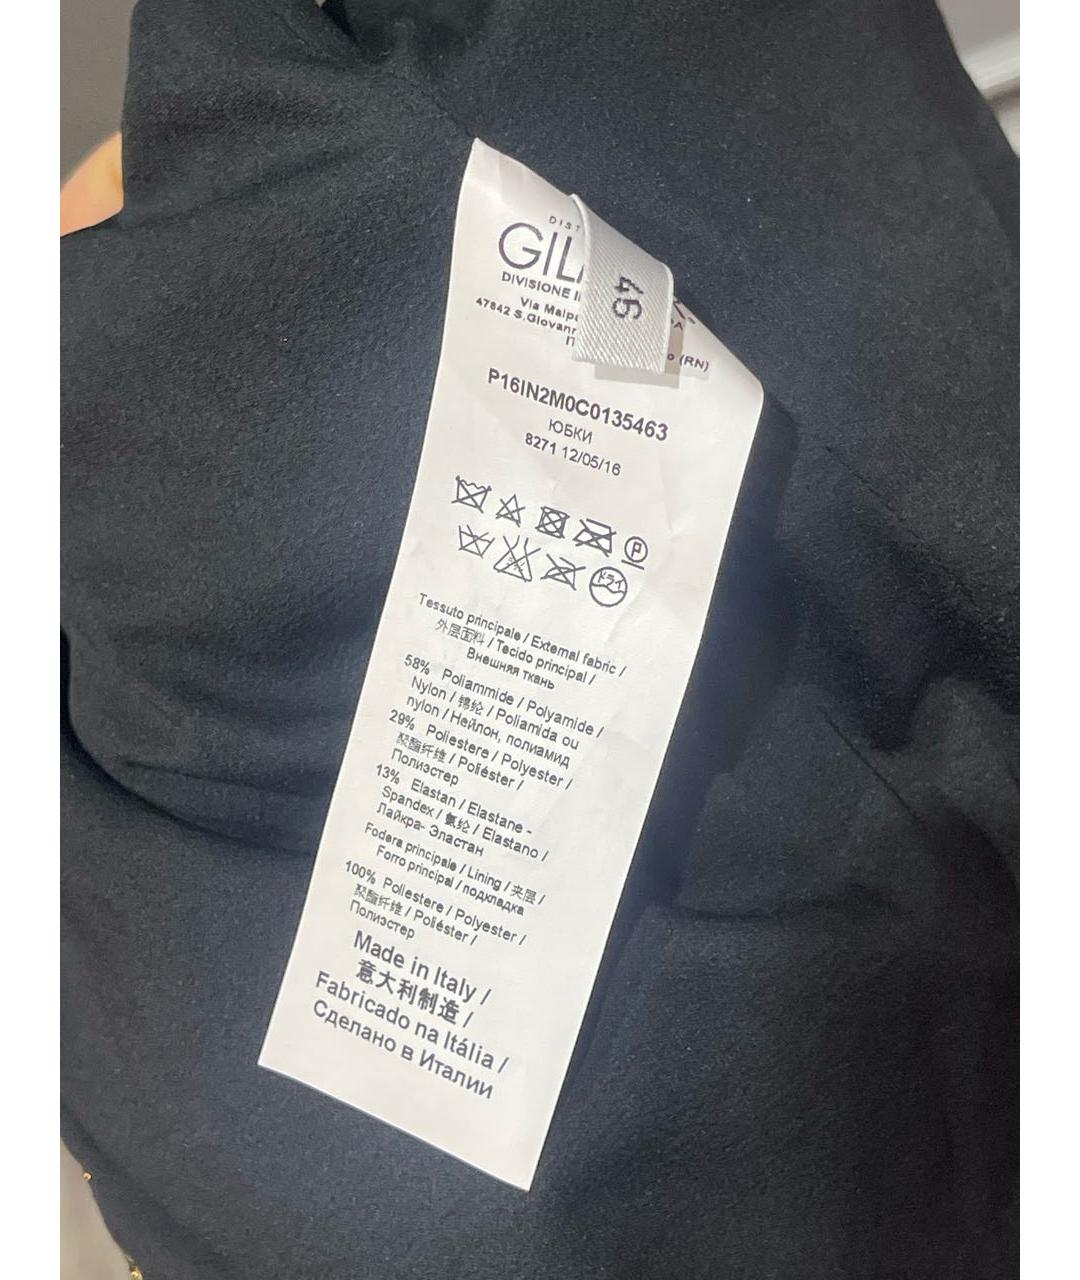 46
DIVISIONE
Via
47842 S.Giovann
(RN)
P16IN2M0C0135463
ЮБКИ
8271 12/05/16
P
ドライ
Tessuto principale / External fabric /
外层面料 / Tecido principal /
Внешняя ткань
58% Poliammide / Polyamide /
Nylon / 锦纶 / Poliamida ou
nylon / Нейлон, полиамид
29% Poliestere / Polyester /
聚酯纤维 / Poliéster /
Полиэстер
13% Elastan / Elastane -
Spandex / 氨纶 / Elastano /
Лайкра- Эластан
Fodera principale / Lining / 夹层 /
Forro principal / подкладка
100% Poliestere / Polyester /
聚酯纤维 / Poliéster /
Полиэстер
Made in Italy /
意大利制造 /
Fabricado na Itália /
Сделано в Италии